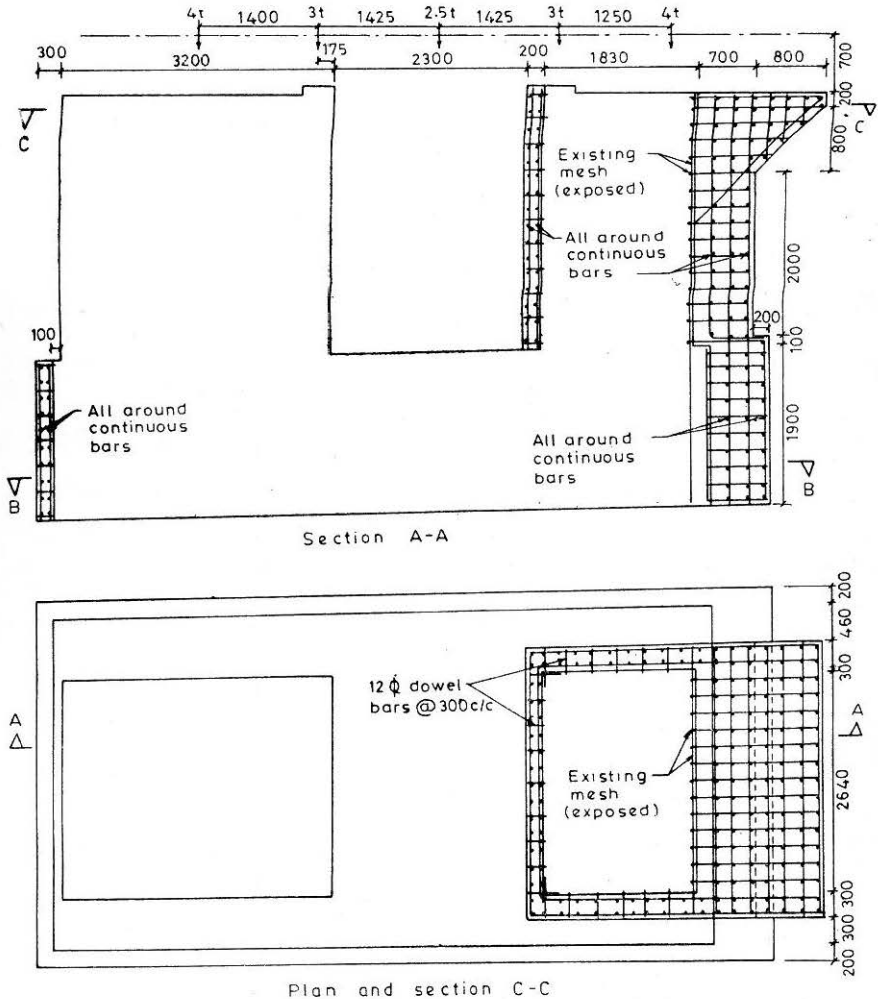 4t 1400 3t 1425 2.5t 1425 3t 1250 4t
300 3200 175 2300 200 1830 700 800
700
200
800
C
C
Existing
mesh
(exposed)
All around
continuous
bars
2000
200
100
100
All around
continuous
bars
All around
continuous
bars
1900
B
B
Section A-A
200
460
300
12 ϕ dowel
bars @ 300c/c
A
A
Existing
mesh
(exposed)
2640
300
300
200
Plan and section C-C